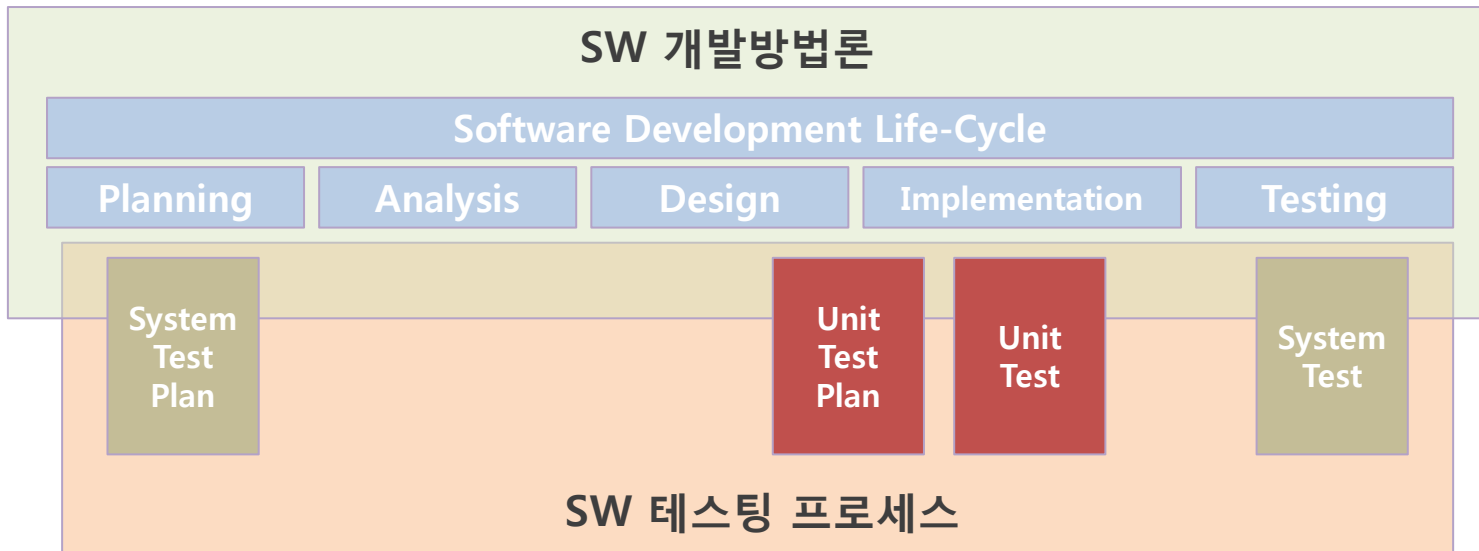 SW 개발방법론
Software Development Life-Cycle
Planning
Analysis
Design
Implementation
Testing
System
Test
Plan
Unit
Test
Plan
Unit
Test
System
Test
SW 테스팅 프로세스